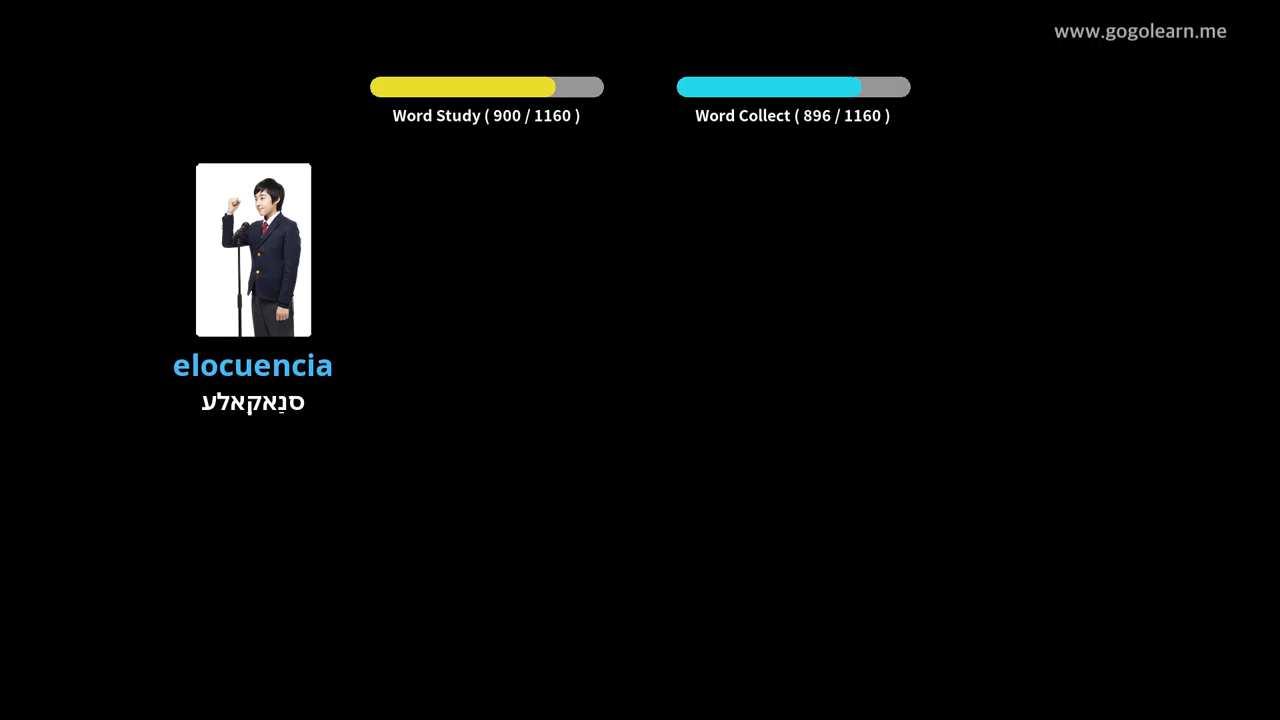 www.gogolearn.me
Word Study ( 900 / 1160 )
Word Collect ( 896 / 1160 )
elocuencia
סנַאקאלע